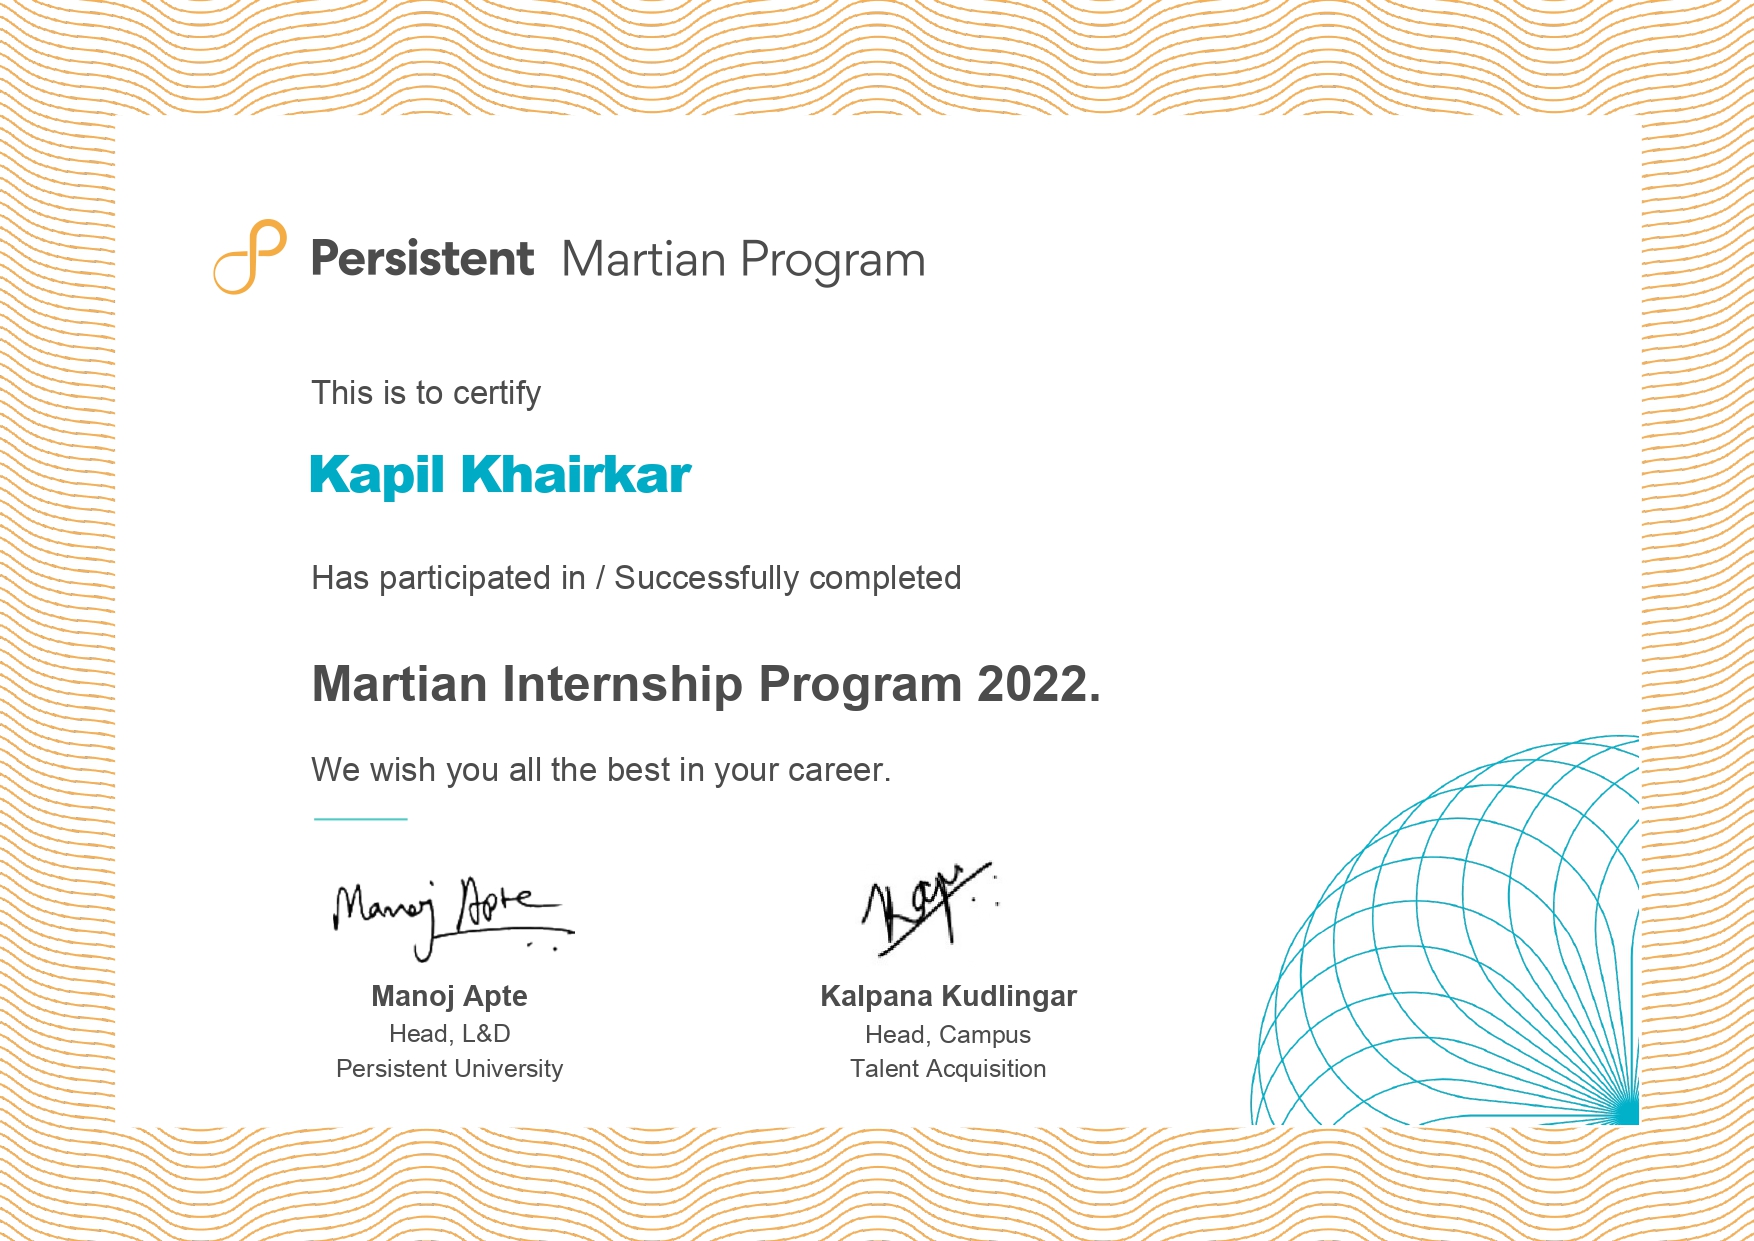 Persistent Martian Program
This is to certify
Kapil Khairkar
Has participated in / Successfully completed
Martian Internship Program 2022.
We wish you all the best in your career.
Manoj Apte
Manoj Apte
Head, L&D
Persistent University
Kalpana Kudlingar
Head, Campus
Talent Acquisition